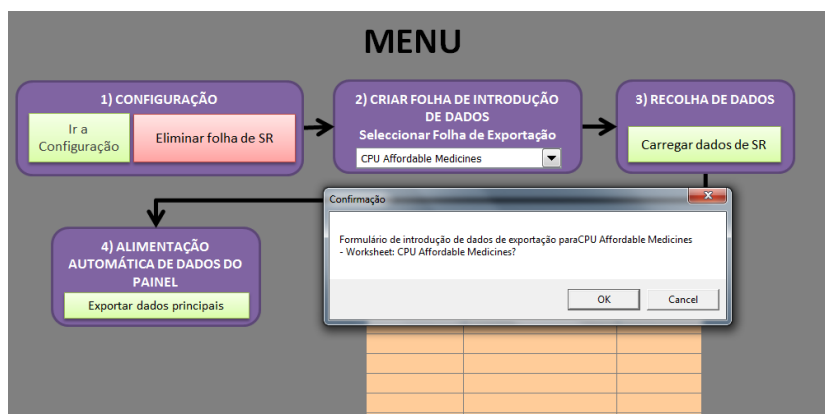 MENU
1) CONFIGURAÇÃO
Ir a
Configuração
Eliminar folha de SR
2) CRIAR FOLHA DE INTRODUÇÃO
DE DADOS
Seleccionar Folha de Exportação
CPU Affordable Medicines
3) RECOLHA DE DADOS
Carregar dados de SR
Confirmação
Formulário de introdução de dados de exportação paraCPU Affordable Medicines
- Worksheet: CPU Affordable Medicines?
OK
Cancel
4) ALIMENTAÇÃO
AUTOMÁTICA DE DADOS DO
PAINEL
Exportar dados principais